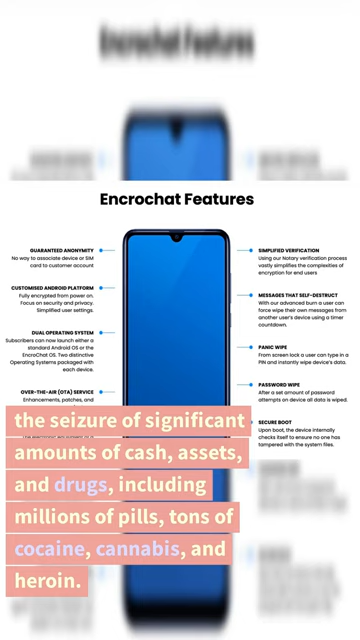 Encrochat Features
Encrochat Features
GUARANTEED ANONYMITY
No way to associate device or SIM
card to customer account
CUSTOMISED ANDROID PLATFORM
Fully encrypted from power on.
Focus on security and privacy.
Simplified user settings.
DUAL OPERATING SYSTEM
Subscribers can now launch either a
standard Android OS or the
EncroChat OS. Two distinctive
Operating Systems packaged with
each device.
OVER-THE-AIR (OTA) SERVICE
Enhancements, patches, and
SIMPLIFIED VERIFICATION
Using our Notary verification process
vastly simplifies the complexities of
encryption for end users
MESSAGES THAT SELF-DESTRUCT
With our advanced burn a user can
force wipe their own messages from
another user's device using a timer
countdown.
PANIC WIPE
From screen lock a user can type in a
PIN and instantly wipe device's data.
PASSWORD WIPE
After a set amount of password
attempts on device all data is wiped.
SECURE BOOT
Upon boot, the device internally
checks itself to ensure no one has
tampered with the system files.
the seizure of significant
amounts of cash, assets,
and drugs, including
millions of pills, tons of
cocaine, cannabis, and
heroin.